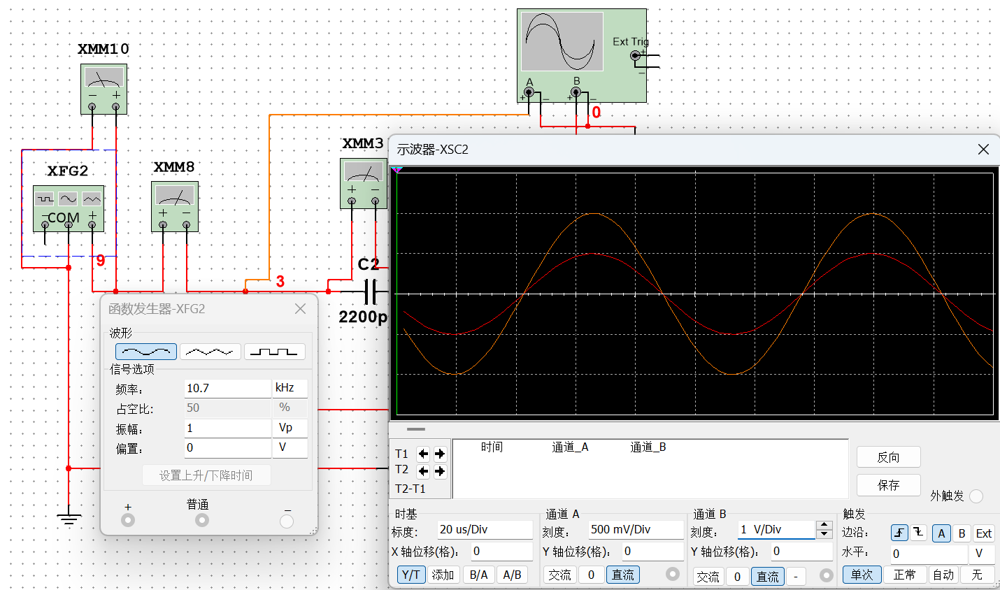 XMM10
Ext Trig
A
B
0
XMM3
示波器-XSC2
XFG2
XMM8
COM
9
3
C2
2200p
函数发生器-XFG2
波形
信号选项
频率:
10.7
kHz
占空比:
50
%
振幅:
1
Vp
偏置:
0
V
设置上升/下降时间
+
普通
−
T1
T2
T2-T1
时间
通道_A
通道_B
反向
保存
外触发
时基
标度:
20 us/Div
X 轴位移(格):
0
Y/T
添加
B/A
A/B
通道 A
刻度:
500 mV/Div
Y 轴位移(格):
0
交流
0
直流
通道 B
刻度:
1 V/Div
Y 轴位移(格):
0
交流
0
直流
-
触发
边沿:
A
B
Ext
水平:
0
V
单次
正常
自动
无